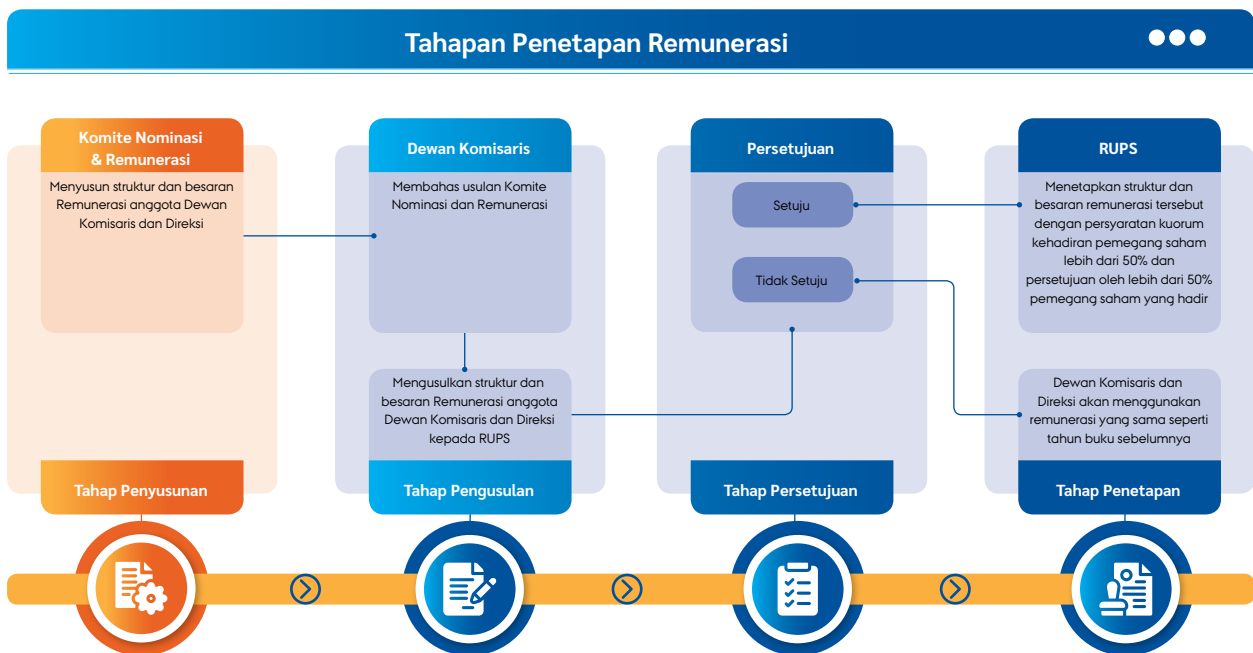 Tahapan Penetapan Remunerasi
Komite Nominasi
& Remunerasi
Menyusun struktur dan besaran
Remunerasi anggota Dewan
Komisaris dan Direksi
Tahap Penyusunan
Dewan Komisaris
Membahas usulan Komite
Nominasi dan Remunerasi
Mengusulkan struktur dan
besaran Remunerasi anggota
Dewan Komisaris dan Direksi
kepada RUPS
Tahap Pengusulan
Persetujuan
Setuju
Tidak Setuju
Tahap Persetujuan
RUPS
Menetapkan struktur dan
besaran remunerasi tersebut
dengan persyaratan kuorum
kehadiran pemegang saham
lebih dari 50% dan
persetujuan oleh lebih dari 50%
pemegang saham yang hadir
Dewan Komisaris dan
Direksi akan menggunakan
remunerasi yang sama seperti
tahun buku sebelumnya
Tahap Penetapan